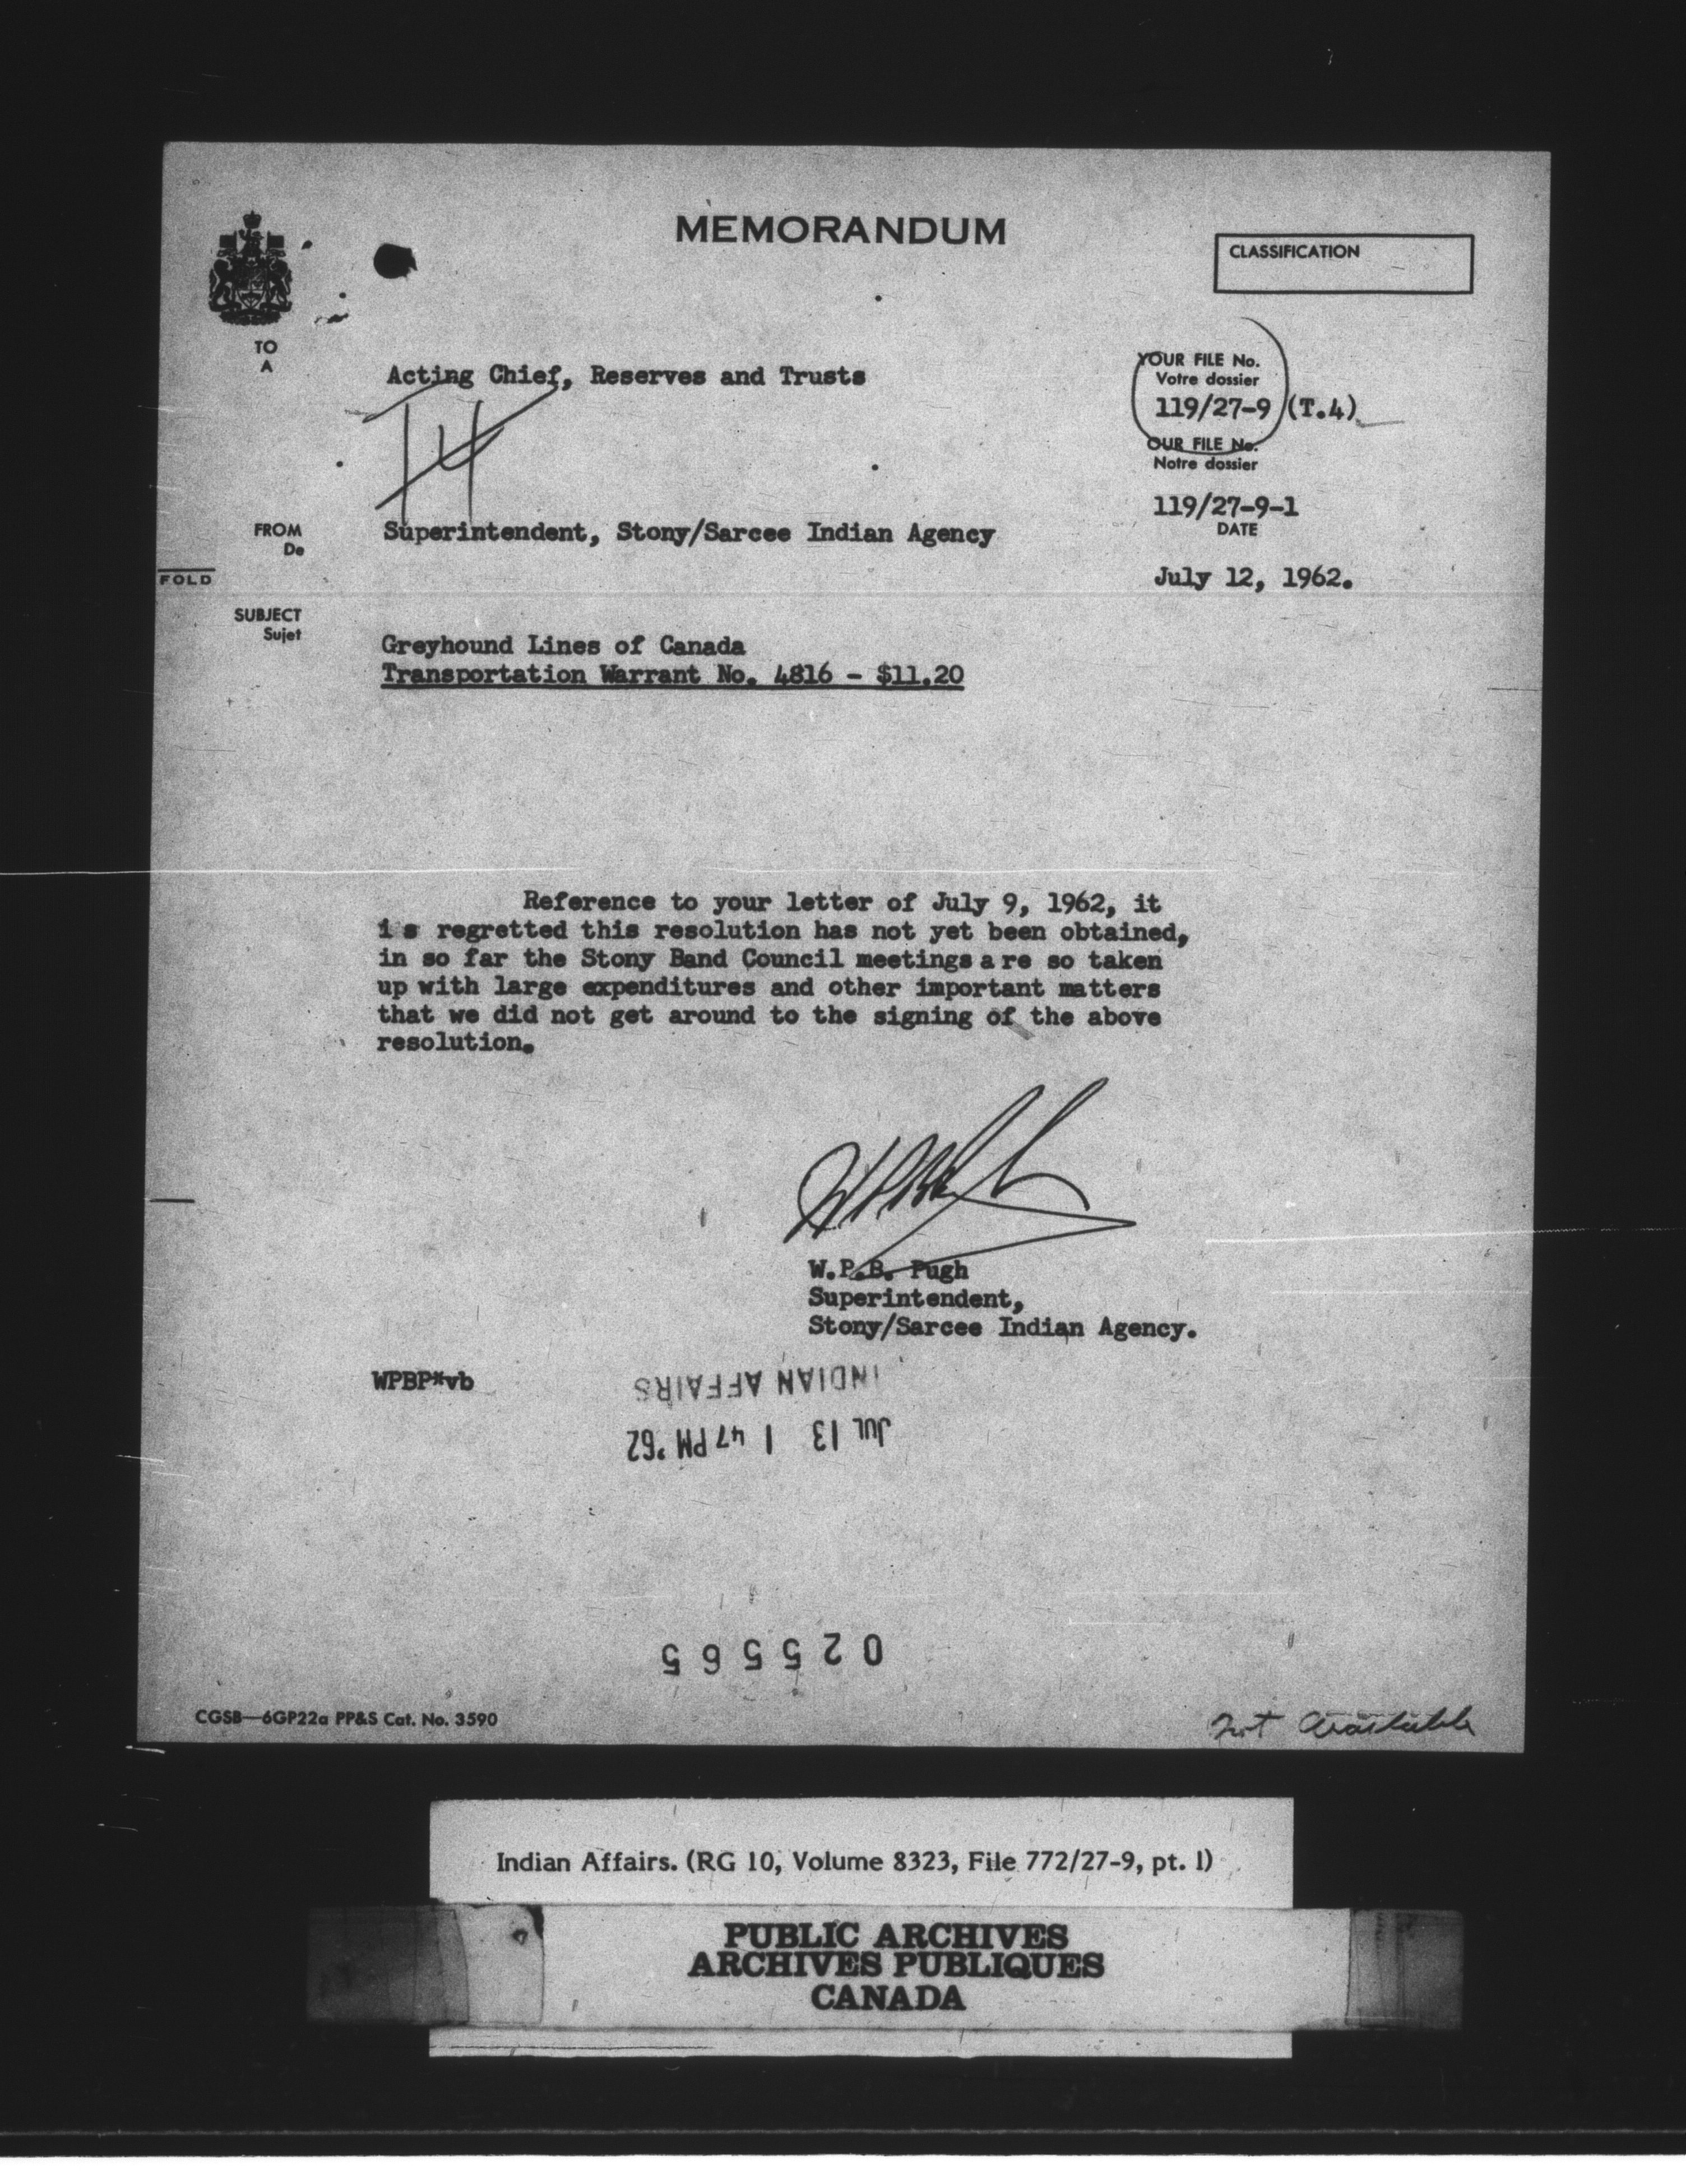 MEMORANDUM
CLASSIFICATION
TO
A
Acting Chief, Reserves and Trusts
T4
YOUR FILE No.
Votre dossier
119/27-9 (T.4)
OUR FILE No.
Notre dossier
119/27-9-1
FROM
De
Superintendent, Stony/Sarcee Indian Agency
DATE
July 12, 1962.
FOLD
SUBJECT
Sujet
Greyhound Lines of Canada
Transportation Warrant No. 4816 - $11.20
Reference to your letter of July 9, 1962, it
is regretted this resolution has not yet been obtained,
in so far the Stony Band Council meetings are so taken
up with large expenditures and other important matters
that we did not get around to the signing of the above
resolution.
W.P.B. Pugh
Superintendent,
Stony/Sarcee Indian Agency.
WPBP*vb
INDIAN AFFAIRS
JUL 13 1 47 PM '62
025565
CGSB—6GP22a PP&S Cat. No. 3590
Not Available
Indian Affairs. (RG 10, Volume 8323, File 772/27-9, pt. 1)
PUBLIC ARCHIVES
ARCHIVES PUBLIQUES
CANADA